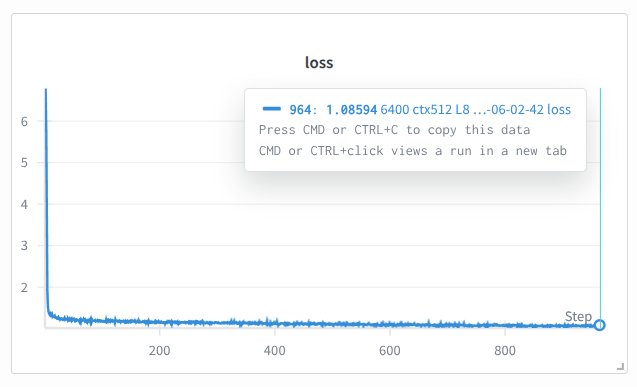 loss
964: 1.08594 6400 ctx512 L8 ...-06-02-42 loss
Press CMD or CTRL+C to copy this data
CMD or CTRL+click views a run in a new tab
6
5
4
3
2
Step
200 400 600 800